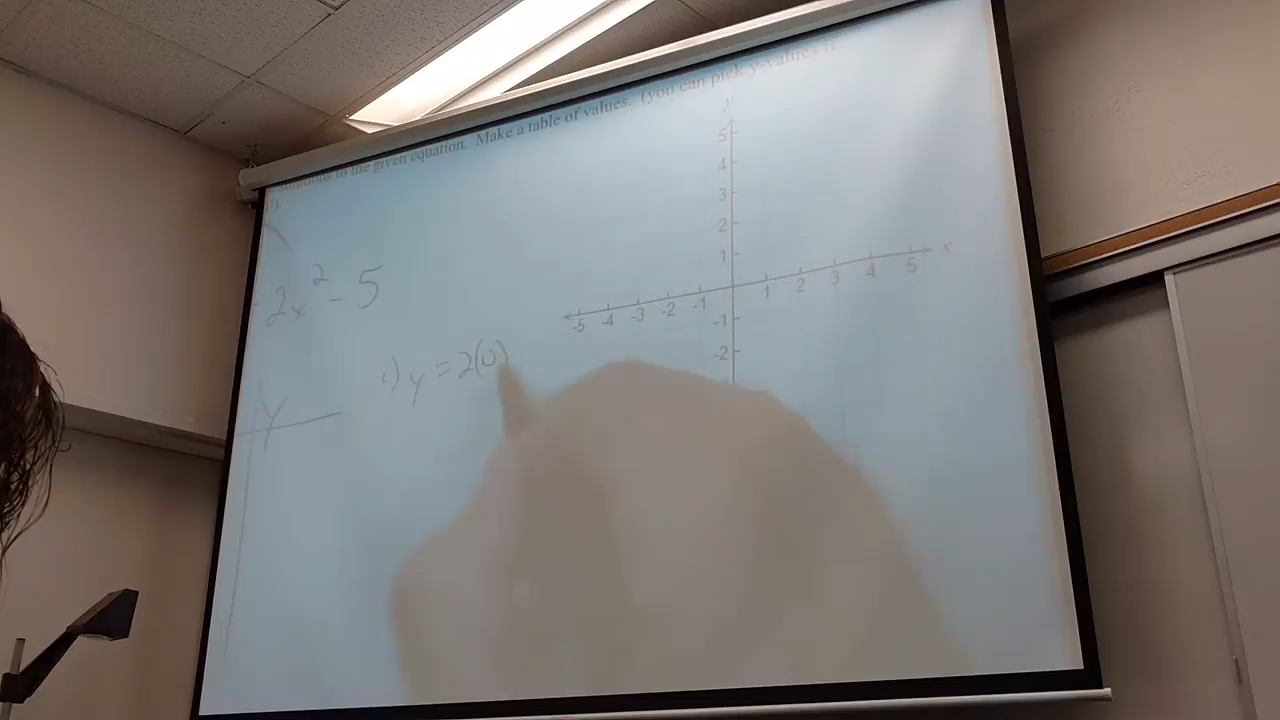 to the given equation. Make a table of values. (you can pick y-values if
2x² - 5
i) y = 2(0)
y
y
5
4
3
2
1
-5 -4 -3 -2 -1 1 2 3 4 5 x
-1
-2